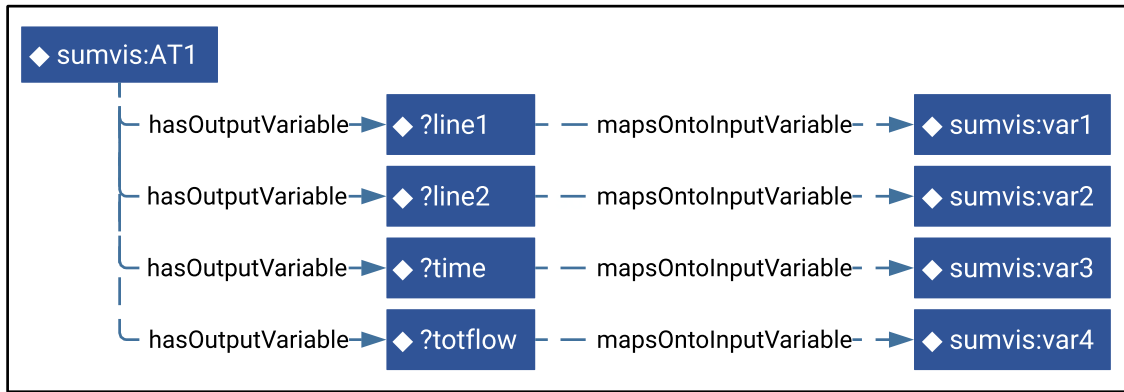 sumvis:AT1
hasOutputVariable ?line1 mapsOntoInputVariable sumvis:var1
hasOutputVariable ?line2 mapsOntoInputVariable sumvis:var2
hasOutputVariable ?time mapsOntoInputVariable sumvis:var3
hasOutputVariable ?totflow mapsOntoInputVariable sumvis:var4